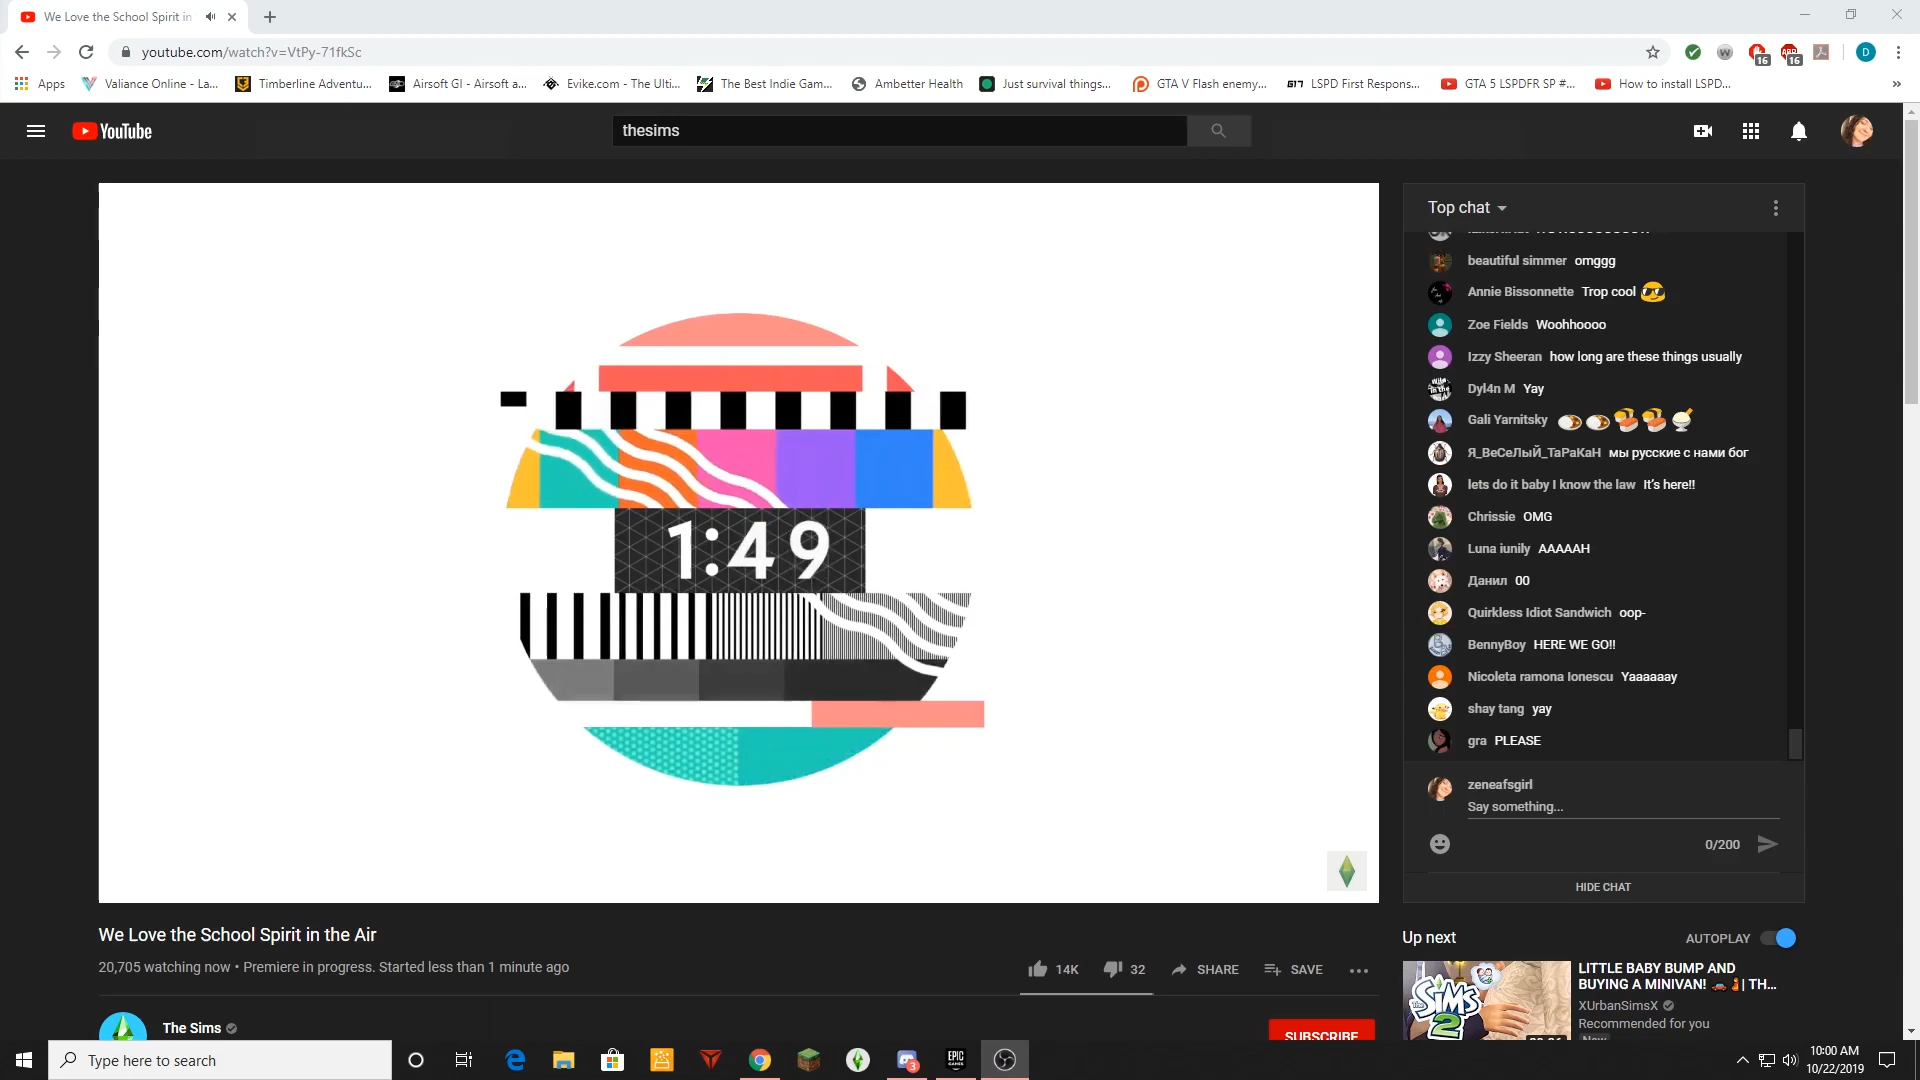 We Love the School Spirit in
youtube.com/watch?v=VtPy-71fkSc
16
16
D
Apps
Valiance Online - La...
Timberline Adventu...
Airsoft GI - Airsoft a...
Evike.com - The Ulti...
The Best Indie Gam...
Ambetter Health
Just survival things...
GTA V Flash enemy...
LSPD First Respons...
GTA 5 LSPDFR SP #...
How to install LSPD...
YouTube
thesims
Top chat
beautiful simmer omggg
Annie Bissonnette Trop cool
Zoe Fields Woohhoooo
Izzy Sheeran how long are these things usually
Dyl4n M Yay
Gali Yarnitsky
Я_ВеСеЛыЙ_ТаРаКаН мы русские с нами бог
lets do it baby I know the law It's here!!
Chrissie OMG
Luna iunily AAAAAH
Данил 00
Quirkless Idiot Sandwich oop-
BennyBoy HERE WE GO!!
Nicoleta ramona Ionescu Yaaaaaay
shay tang yay
gra PLEASE
zeneafsgirl
Say something...
0/200
HIDE CHAT
1:49
We Love the School Spirit in the Air
20,705 watching now • Premiere in progress. Started less than 1 minute ago
14K
32
SHARE
SAVE
The Sims
SUBSCRIBE
Up next
AUTOPLAY
THE SIMS 2
LITTLE BABY BUMP AND
BUYING A MINIVAN! | TH...
XUrbanSimsX
Recommended for you
New
Type here to search
EPIC
GAMES
3
10:00 AM
10/22/2019